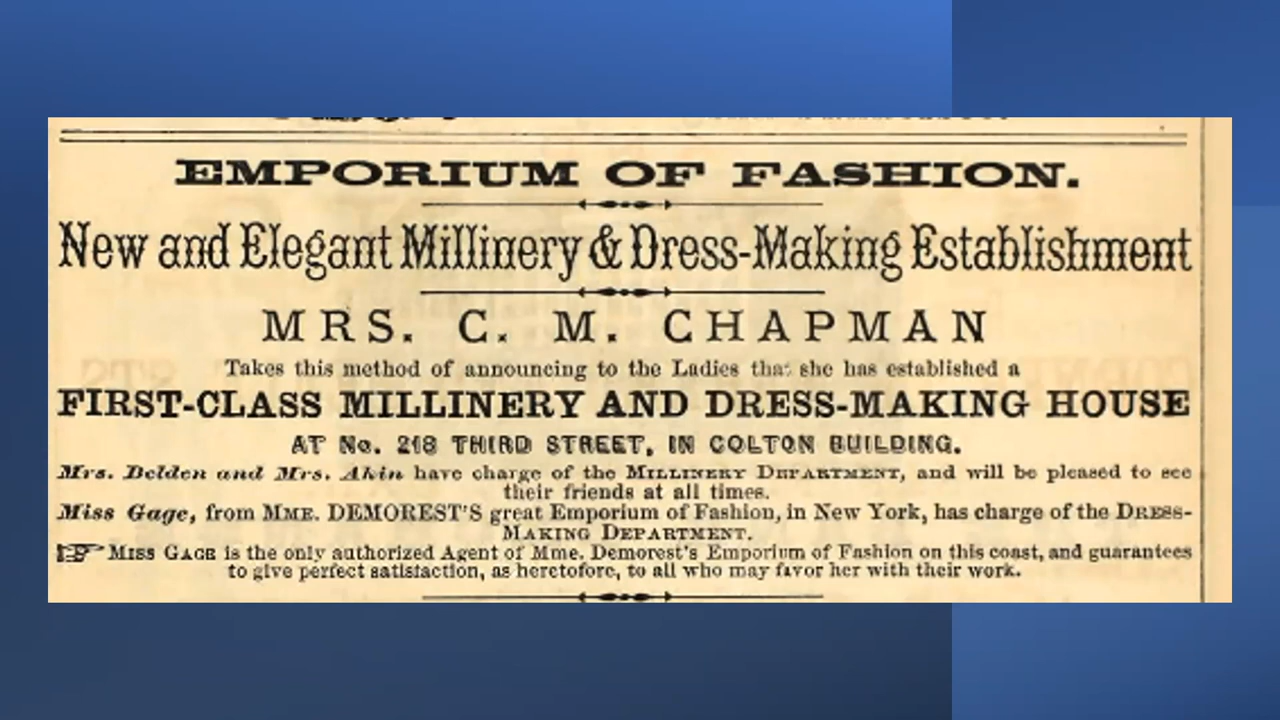 EMPORIUM OF FASHION.
New and Elegant Millinery & Dress-Making Establishment
MRS. C. M. CHAPMAN
Takes this method of announcing to the Ladies that she has established a
FIRST-CLASS MILLINERY AND DRESS-MAKING HOUSE
AT No. 218 THIRD STREET, IN COLTON BUILDING.
Mrs. Belden and Mrs. Akin have charge of the MILLINERY DEPARTMENT, and will be pleased to see
their friends at all times.
Miss Gage, from MME. DEMOREST'S great Emporium of Fashion, in New York, has charge of the DRESS-
MAKING DEPARTMENT.
☞ MISS GAGE is the only authorized Agent of Mme. Demorest's Emporium of Fashion on this coast, and guarantees
to give perfect satisfaction, as heretofore, to all who may favor her with their work.